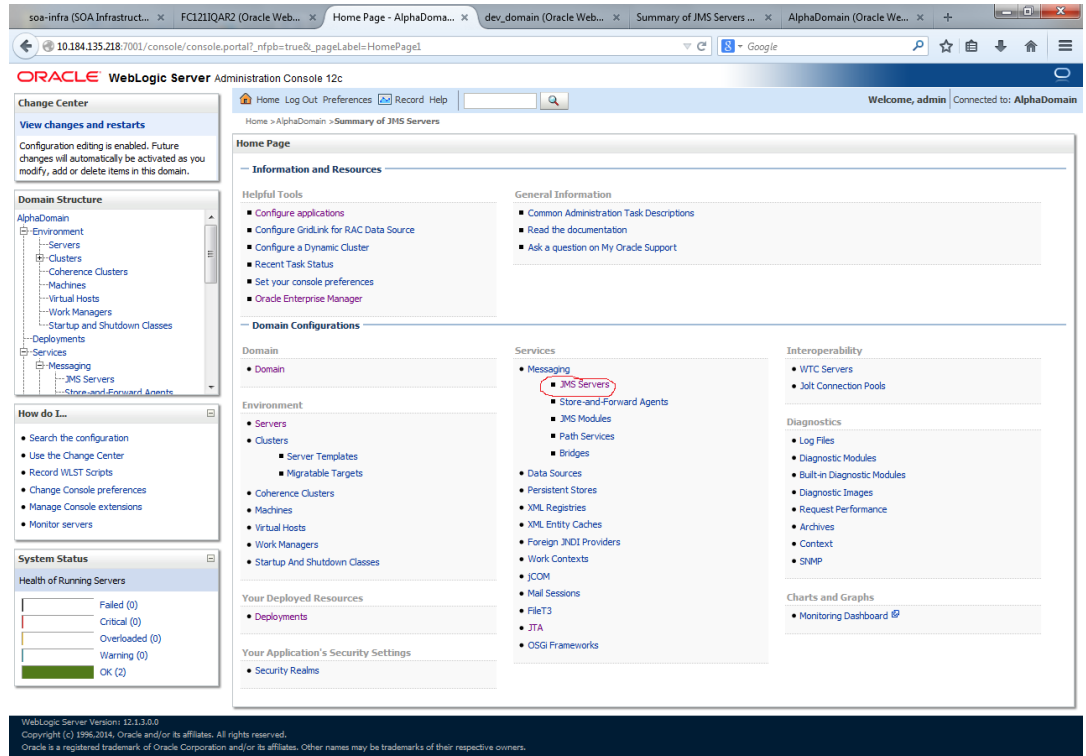 soa-infra (SOA Infrastruct...
FC121IQAR2 (Oracle Web...
Home Page - AlphaDoma...
dev_domain (Oracle Web...
Summary of JMS Servers ...
AlphaDomain (Oracle We...
10.184.135.218:7001/console/console.portal?_nfpb=true&_pageLabel=HomePage1
Google
ORACLE WebLogic Server Administration Console 12c
Change Center
View changes and restarts
Configuration editing is enabled. Future
changes will automatically be activated as you
modify, add or delete items in this domain.
Domain Structure
AlphaDomain
Environment
Servers
Clusters
Coherence Clusters
Machines
Virtual Hosts
Work Managers
Startup and Shutdown Classes
Deployments
Services
Messaging
JMS Servers
Store-and-Forward Agents
How do I...
Search the configuration
Use the Change Center
Record WLST Scripts
Change Console preferences
Manage Console extensions
Monitor servers
System Status
Health of Running Servers
Failed (0)
Critical (0)
Overloaded (0)
Warning (0)
OK (2)
Home Log Out Preferences Record Help
Welcome, admin
Connected to: AlphaDomain
Home >AlphaDomain >Summary of JMS Servers
Home Page
Information and Resources
Helpful Tools
Configure applications
Configure GridLink for RAC Data Source
Configure a Dynamic Cluster
Recent Task Status
Set your console preferences
Oracle Enterprise Manager
General Information
Common Administration Task Descriptions
Read the documentation
Ask a question on My Oracle Support
Domain Configurations
Domain
Domain
Environment
Servers
Clusters
Server Templates
Migratable Targets
Coherence Clusters
Machines
Virtual Hosts
Work Managers
Startup And Shutdown Classes
Your Deployed Resources
Deployments
Your Application's Security Settings
Security Realms
Services
Messaging
JMS Servers
Store-and-Forward Agents
JMS Modules
Path Services
Bridges
Data Sources
Persistent Stores
XML Registries
XML Entity Caches
Foreign JNDI Providers
Work Contexts
jCOM
Mail Sessions
FileT3
JTA
OSGi Frameworks
Interoperability
WTC Servers
Jolt Connection Pools
Diagnostics
Log Files
Diagnostic Modules
Built-in Diagnostic Modules
Diagnostic Images
Request Performance
Archives
Context
SNMP
Charts and Graphs
Monitoring Dashboard
WebLogic Server Version: 12.1.3.0.0
Copyright (c) 1996,2014, Oracle and/or its affiliates. All rights reserved.
Oracle is a registered trademark of Oracle Corporation and/or its affiliates. Other names may be trademarks of their respective owners.